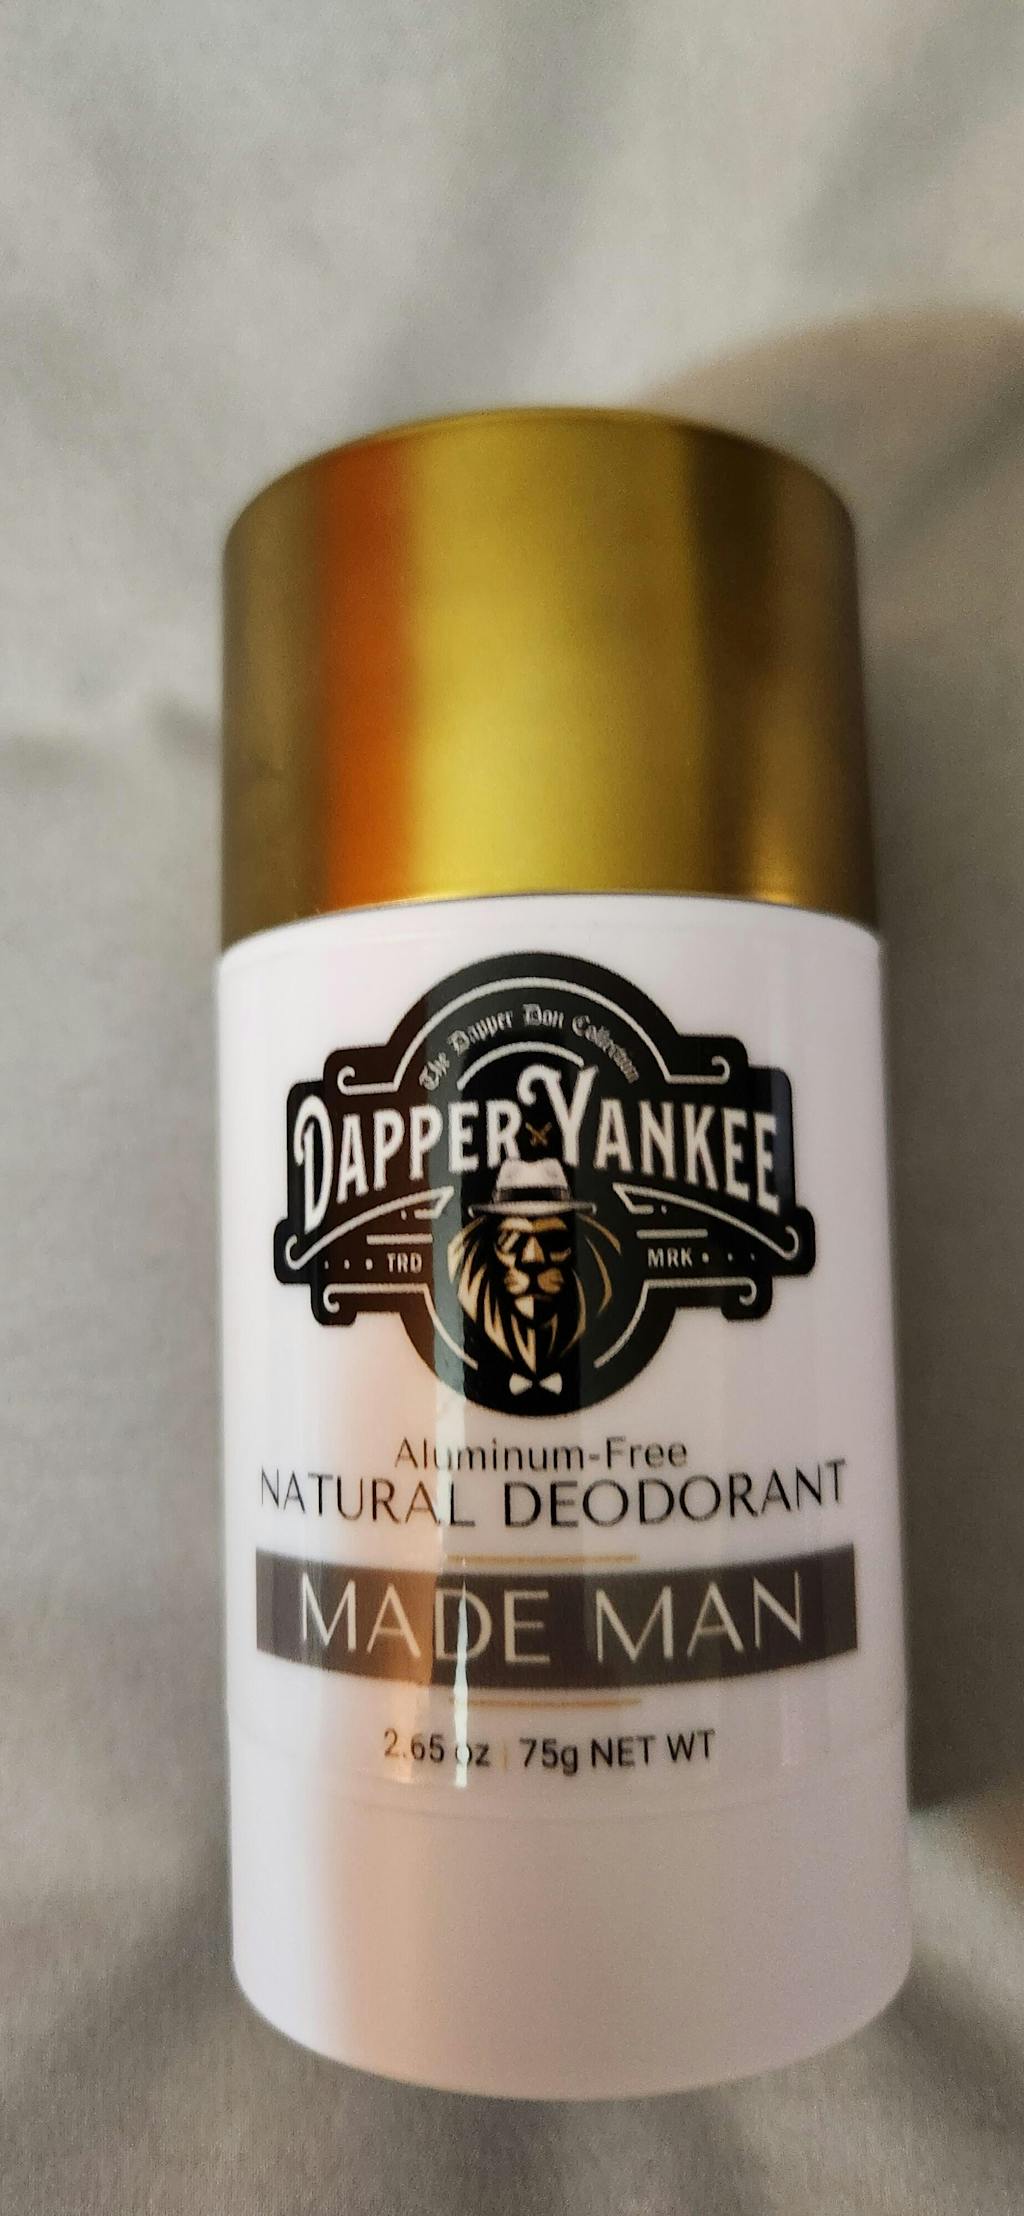 The Dapper Don Collection
DAPPER YANKEE
TRD MRK
Aluminum-Free
NATURAL DEODORANT
MADE MAN
2.65 oz | 75g NET WT